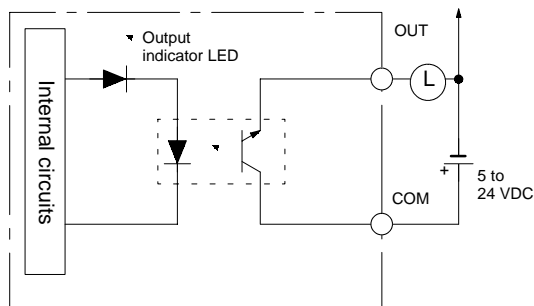 Output
indicator LED
OUT
L
Internal circuits
+
5 to
24 VDC
COM